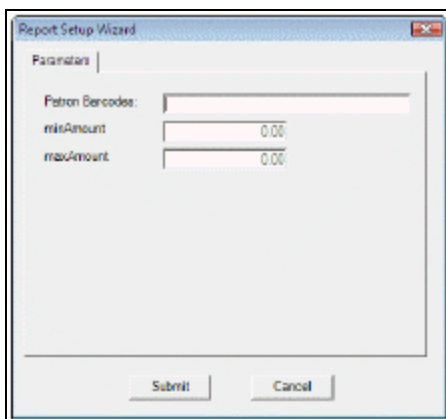 Report Setup Wizard
Parameters
Patron Barcodes:
minAmount 0.00
maxAmount 0.00
Submit Cancel